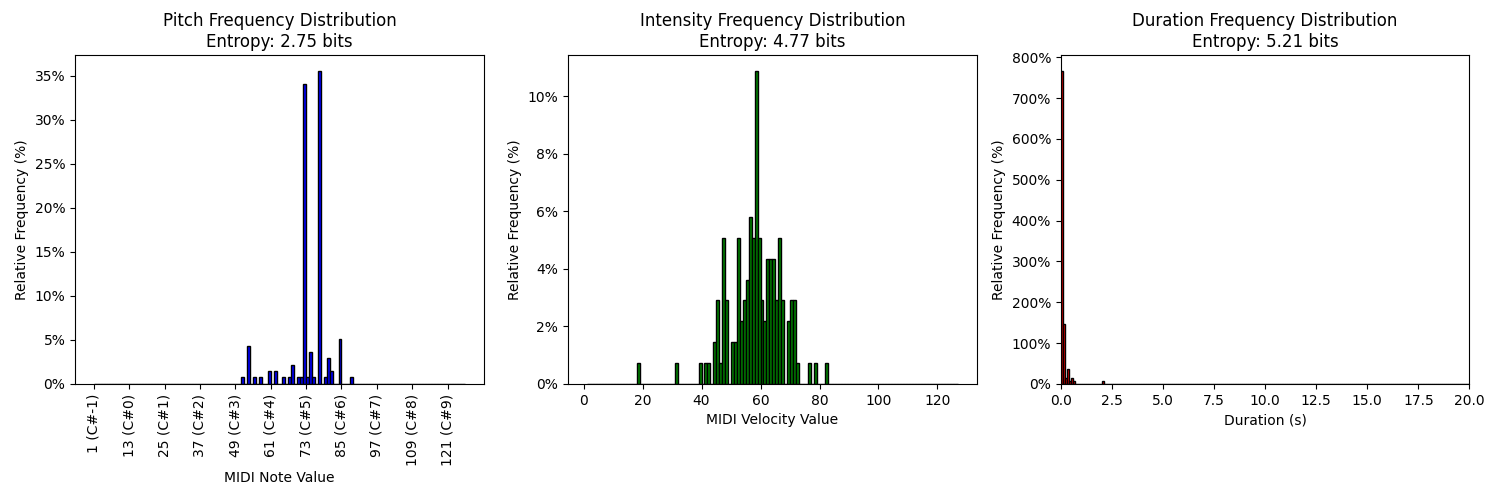 Pitch Frequency Distribution
Entropy: 2.75 bits
35%
30%
25%
20%
15%
10%
5%
0%
Relative Frequency (%)
1 (C#-1)
13 (C#0)
25 (C#1)
37 (C#2)
49 (C#3)
61 (C#4)
73 (C#5)
85 (C#6)
97 (C#7)
109 (C#8)
121 (C#9)
MIDI Note Value
Intensity Frequency Distribution
Entropy: 4.77 bits
10%
8%
6%
4%
2%
0%
Relative Frequency (%)
0
20
40
60
80
100
120
MIDI Velocity Value
Duration Frequency Distribution
Entropy: 5.21 bits
800%
700%
600%
500%
400%
300%
200%
100%
0%
Relative Frequency (%)
0.0
2.5
5.0
7.5
10.0
12.5
15.0
17.5
20.0
Duration (s)